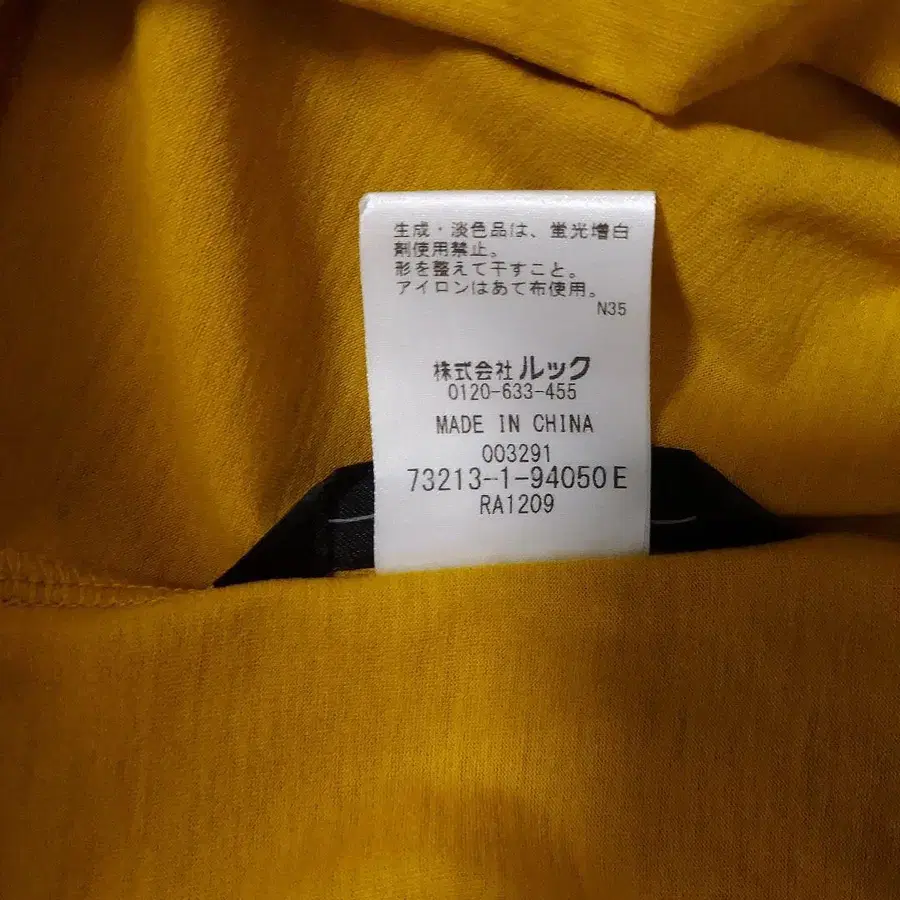 生成・淡色品は、蛍光増白
剤使用禁止。
形を整えて干すこと。
アイロンはあて布使用。
N35
株式会社 ルック
0120-633-455
MADE IN CHINA
003291
73213-1-94050 E
RA1209